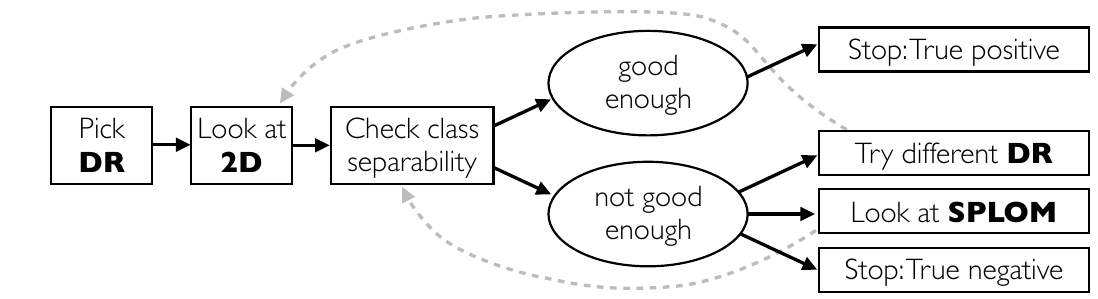 Pick
DR
Look at
2D
Check class
separability
good
enough
not good
enough
Stop: True positive
Try different DR
Look at SPLOM
Stop: True negative